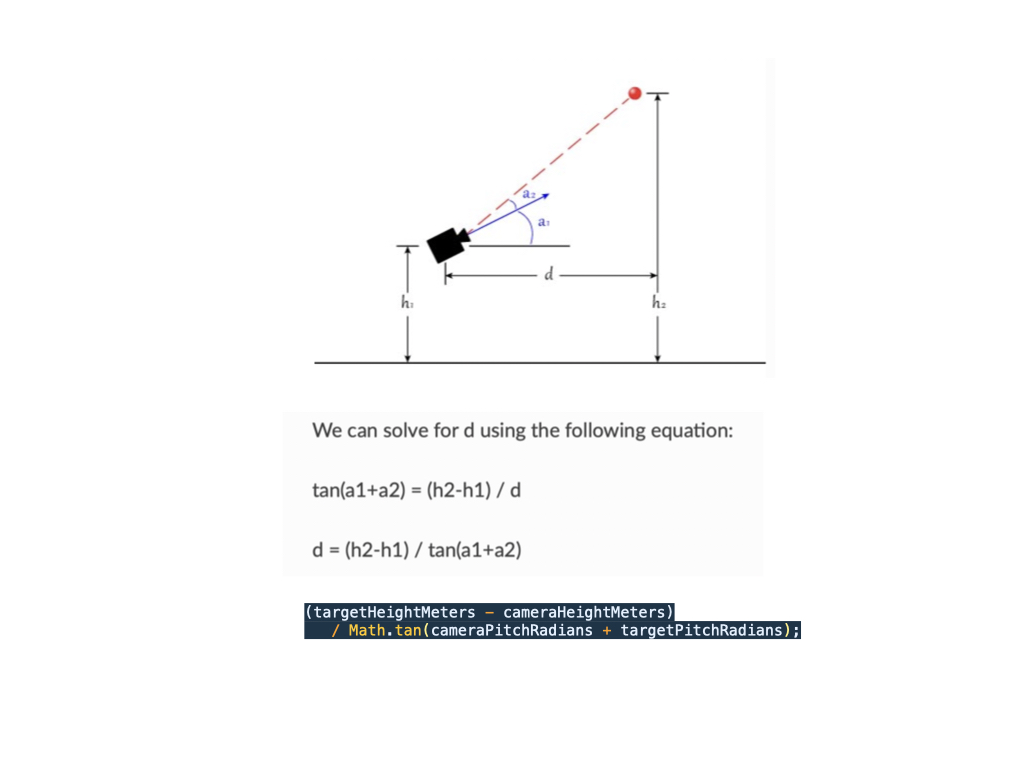 a₂
a₁
d
h₁
h₂
We can solve for d using the following equation:
tan(a1+a2) = (h2-h1) / d
d = (h2-h1) / tan(a1+a2)
(targetHeightMeters - cameraHeightMeters)
/ Math.tan(cameraPitchRadians + targetPitchRadians);